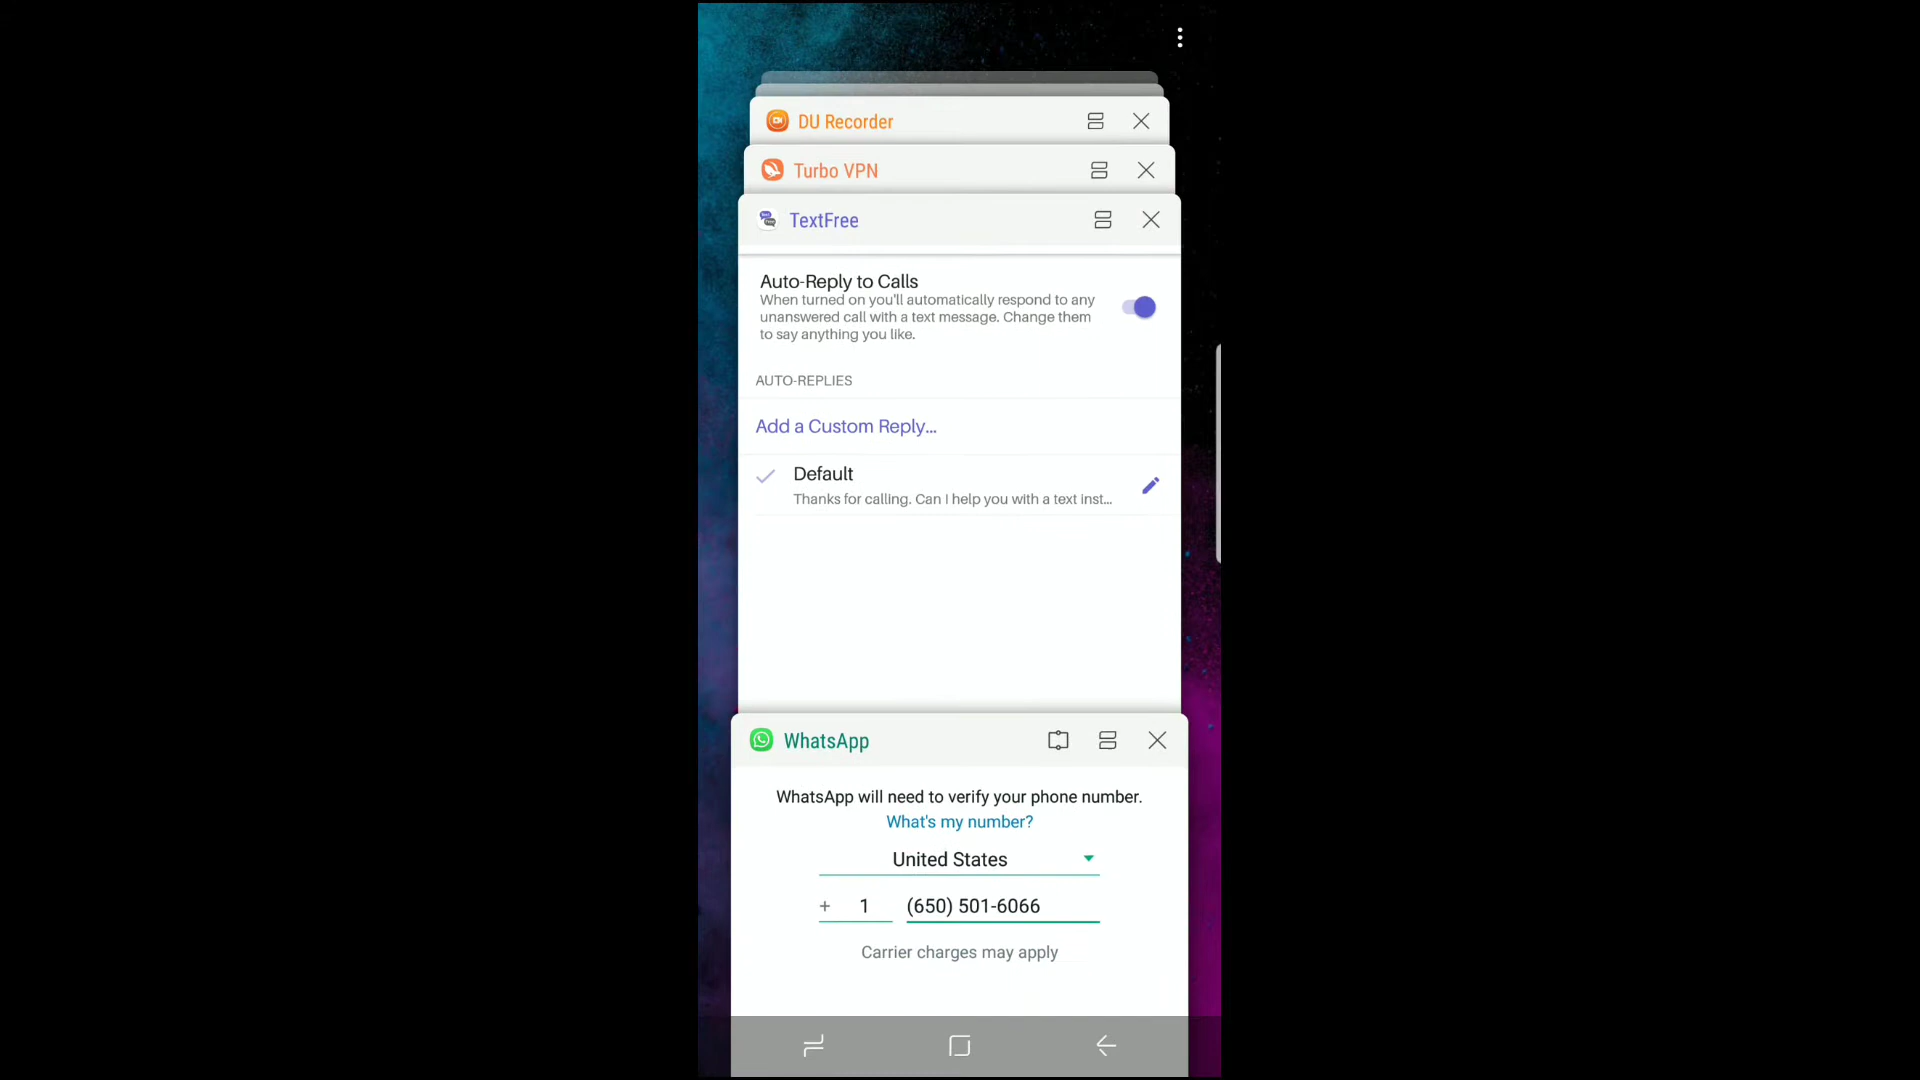 DU Recorder
Turbo VPN
TextFree
Auto-Reply to Calls
When turned on you'll automatically respond to any
unanswered call with a text message. Change them
to say anything you like.
AUTO-REPLIES
Add a Custom Reply...
Default
Thanks for calling. Can I help you with a text inst...
WhatsApp
WhatsApp will need to verify your phone number.
What's my number?
United States
+ 1 (650) 501-6066
Carrier charges may apply